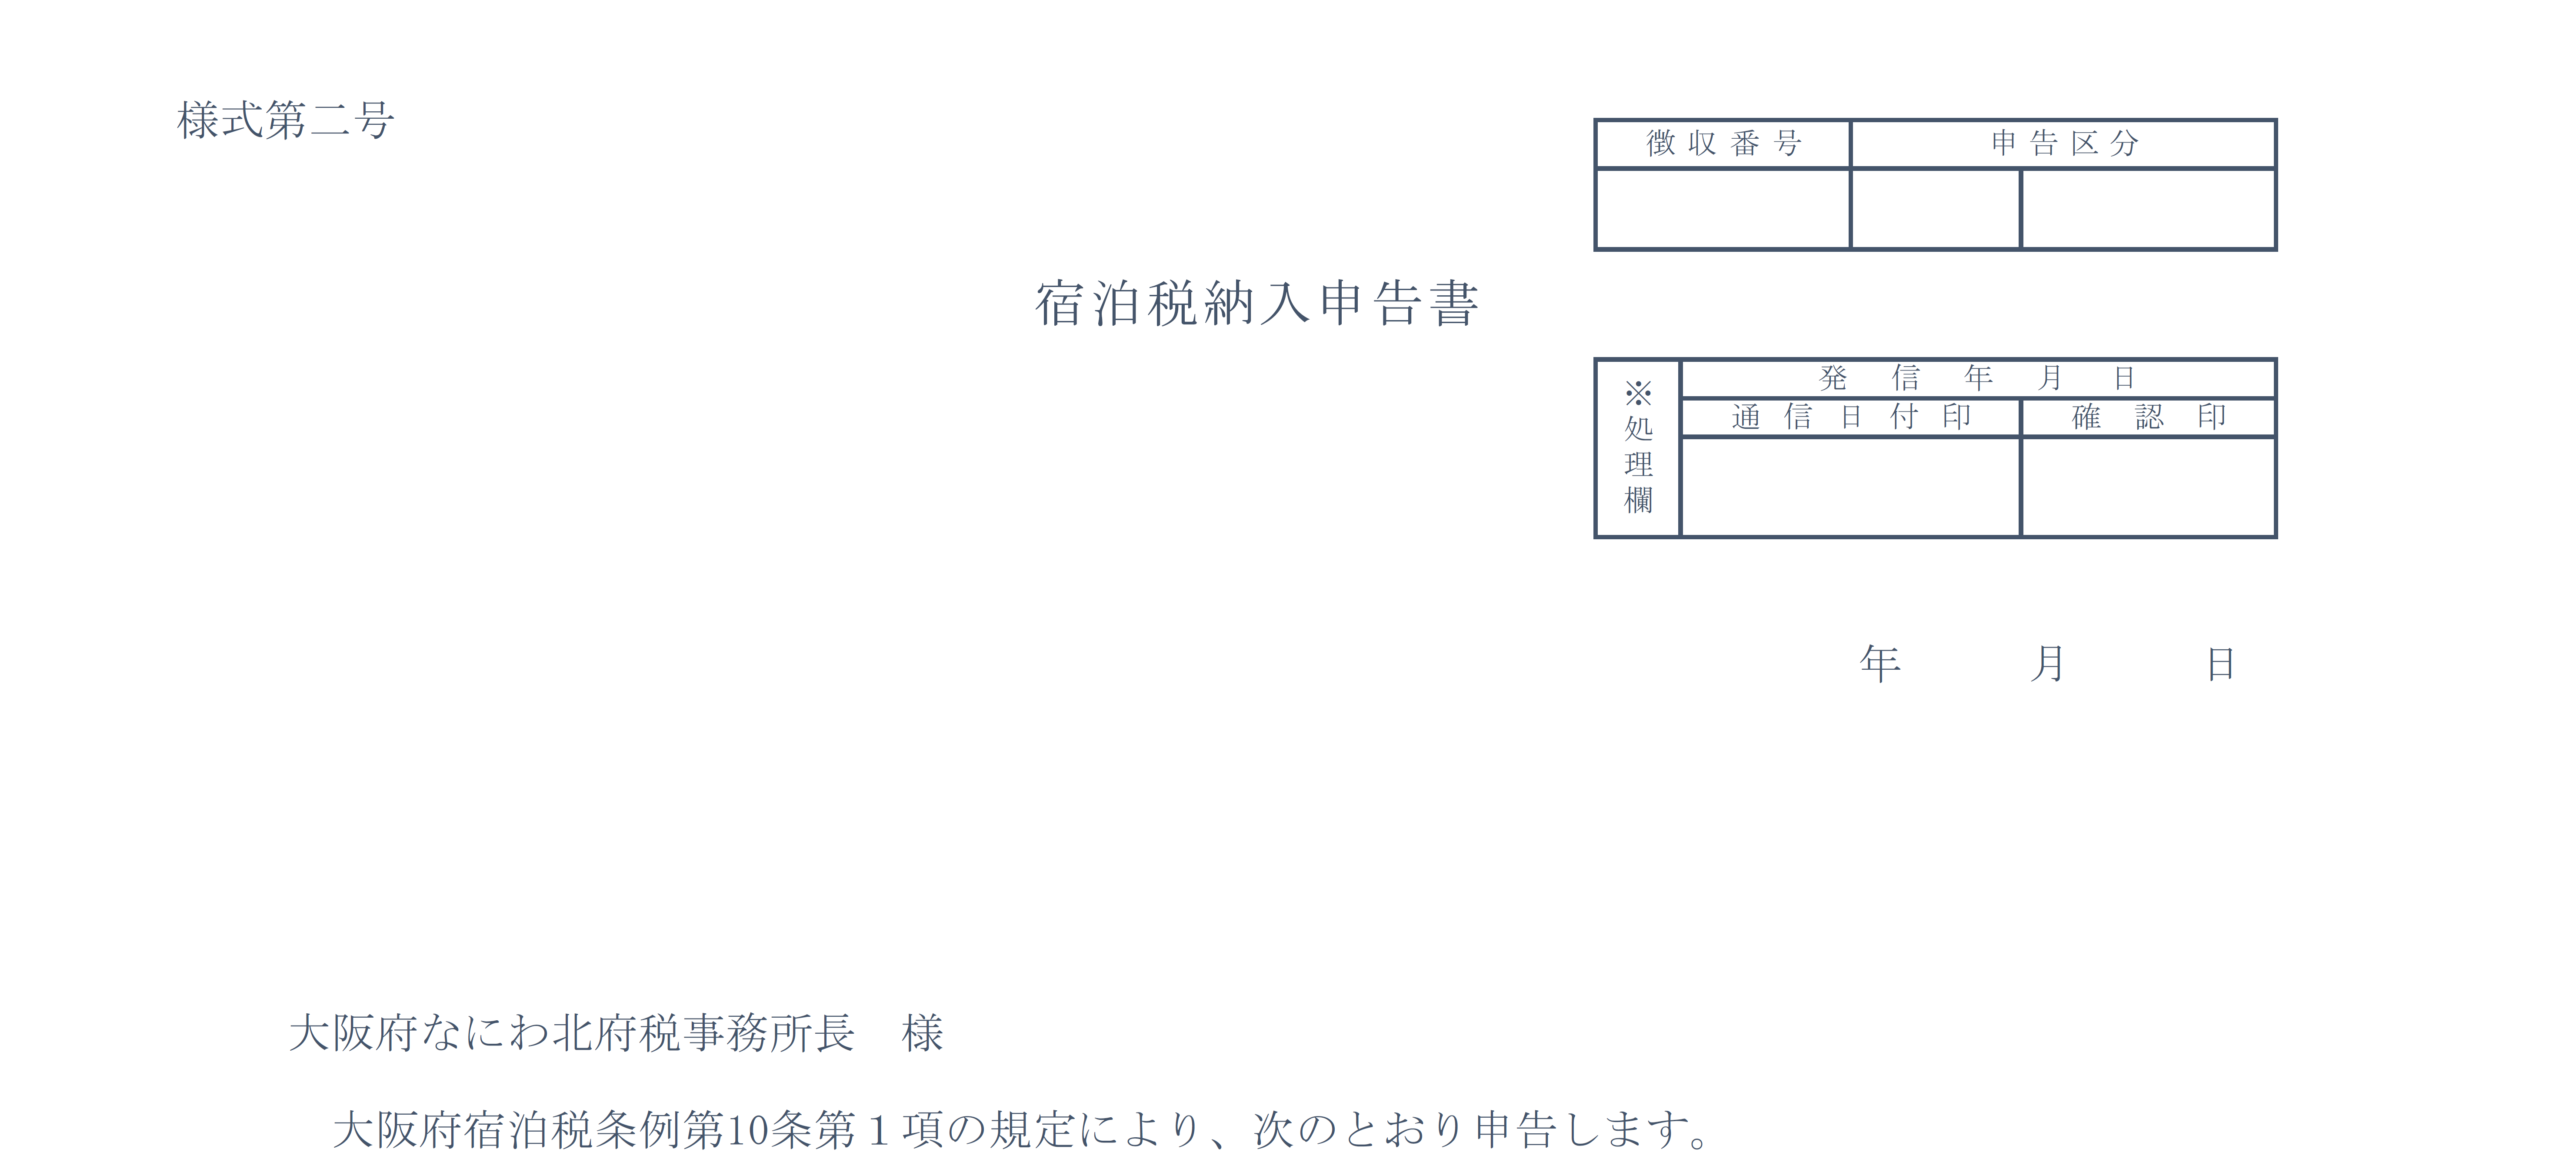 様式第二号
徴収番号 申告区分
宿泊税納入申告書
※処理欄
発信年月日
通信日付印 確認印
年 月 日
大阪府なにわ北府税事務所長 様
大阪府宿泊税条例第10条第１項の規定により、次のとおり申告します。